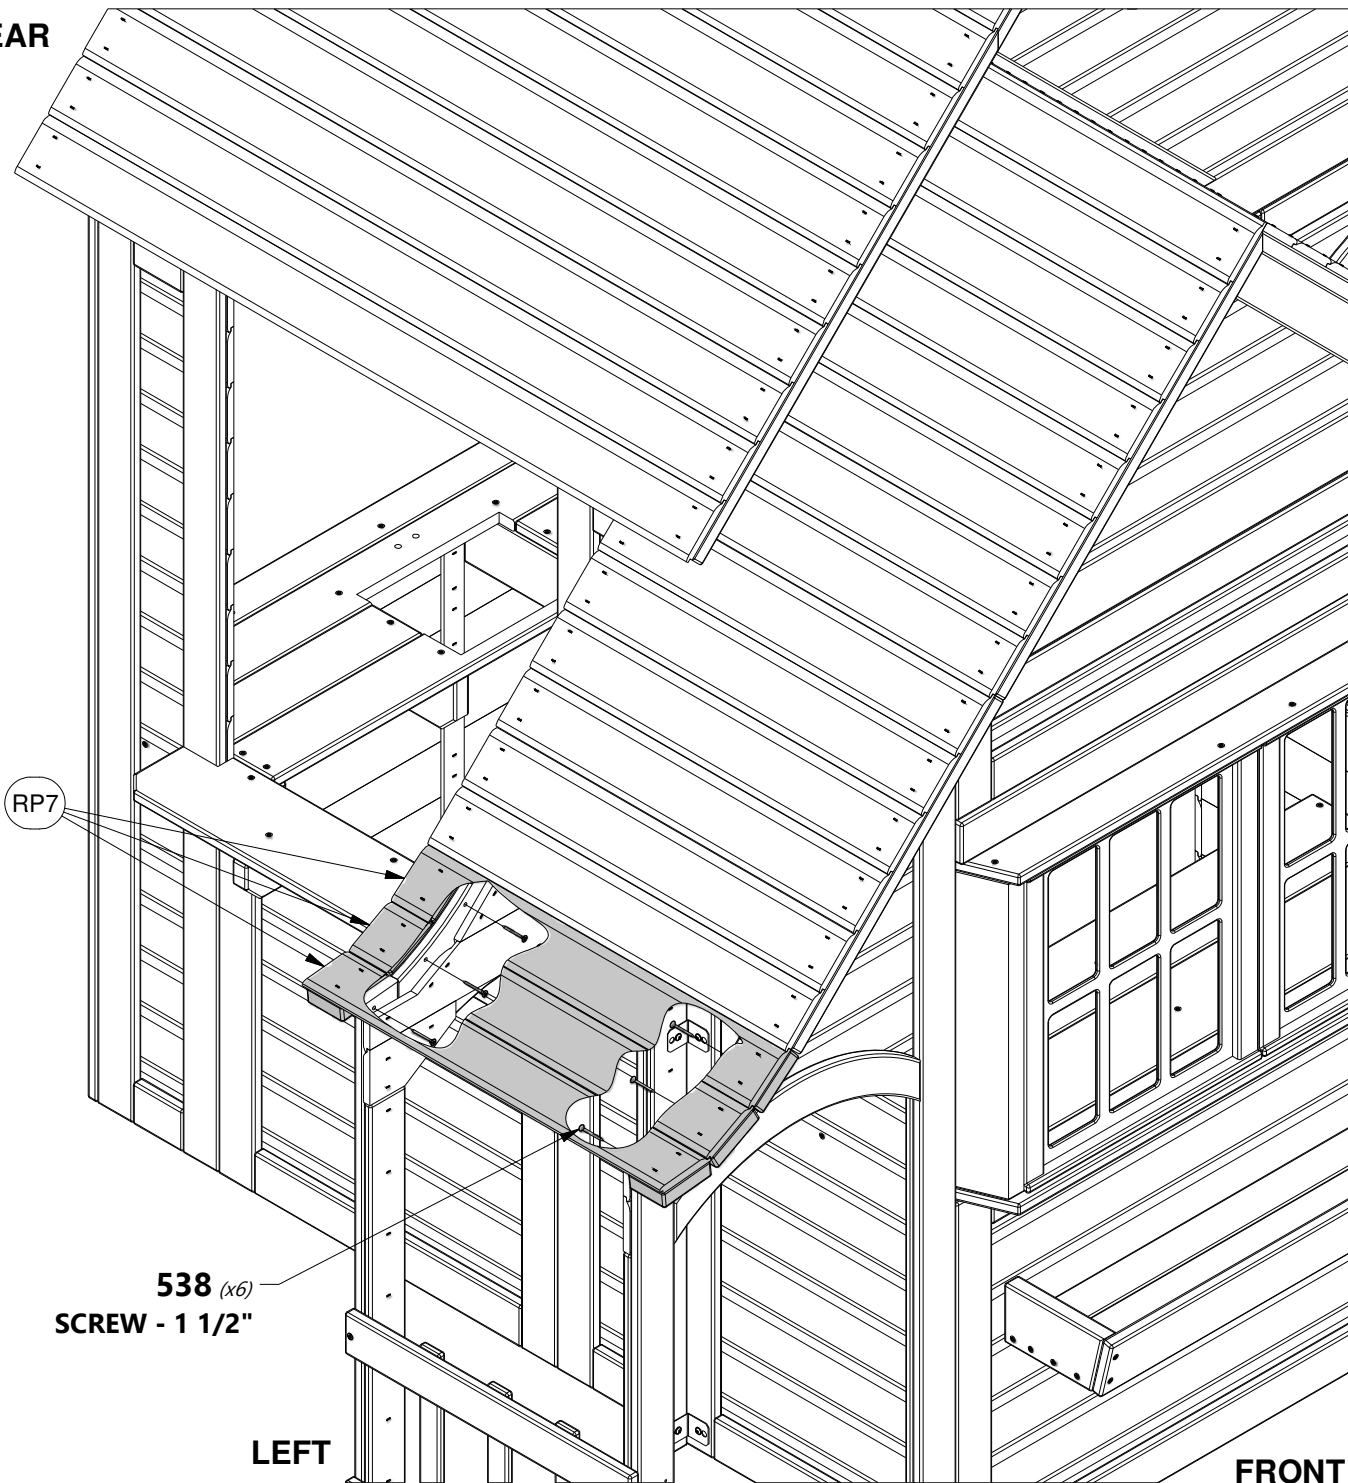 EAR
RP7
538 (x6)
SCREW - 1 1/2"
LEFT
FRONT